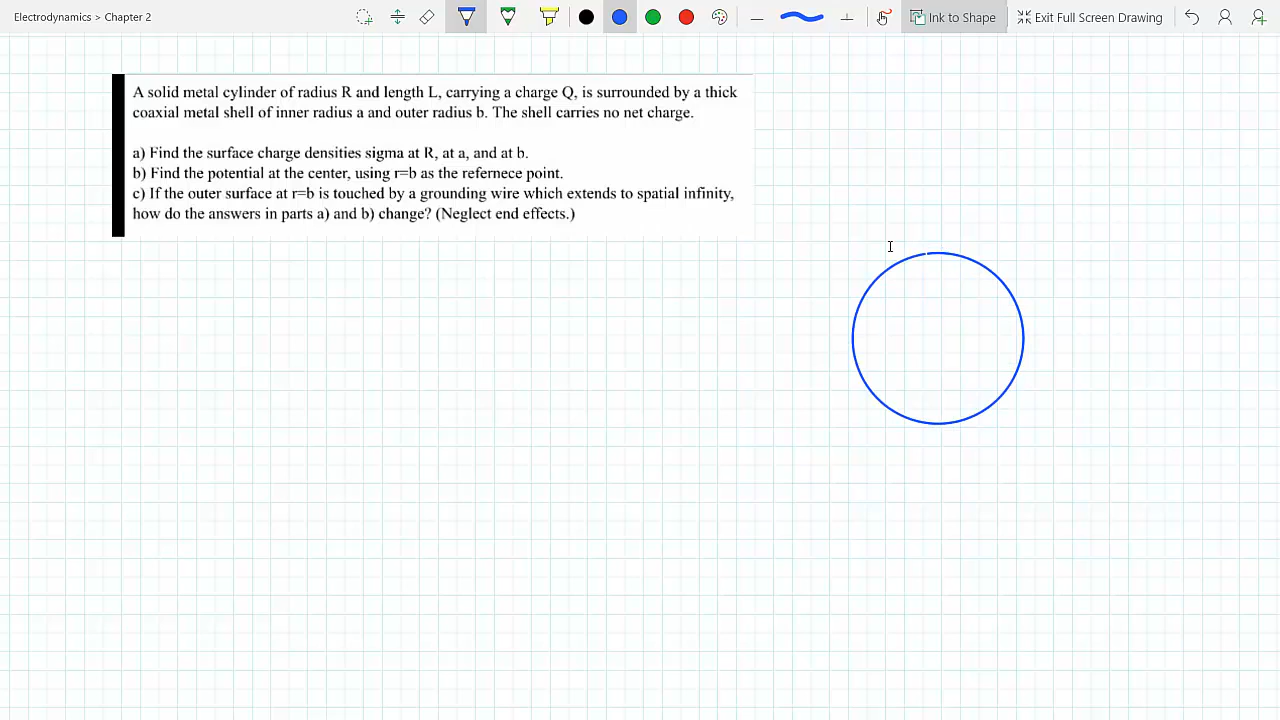 Electrodynamics > Chapter 2
Ink to Shape
Exit Full Screen Drawing
A solid metal cylinder of radius R and length L, carrying a charge Q, is surrounded by a thick
coaxial metal shell of inner radius a and outer radius b. The shell carries no net charge.
a) Find the surface charge densities sigma at R, at a, and at b.
b) Find the potential at the center, using r=b as the refernece point.
c) If the outer surface at r=b is touched by a grounding wire which extends to spatial infinity,
how do the answers in parts a) and b) change? (Neglect end effects.)